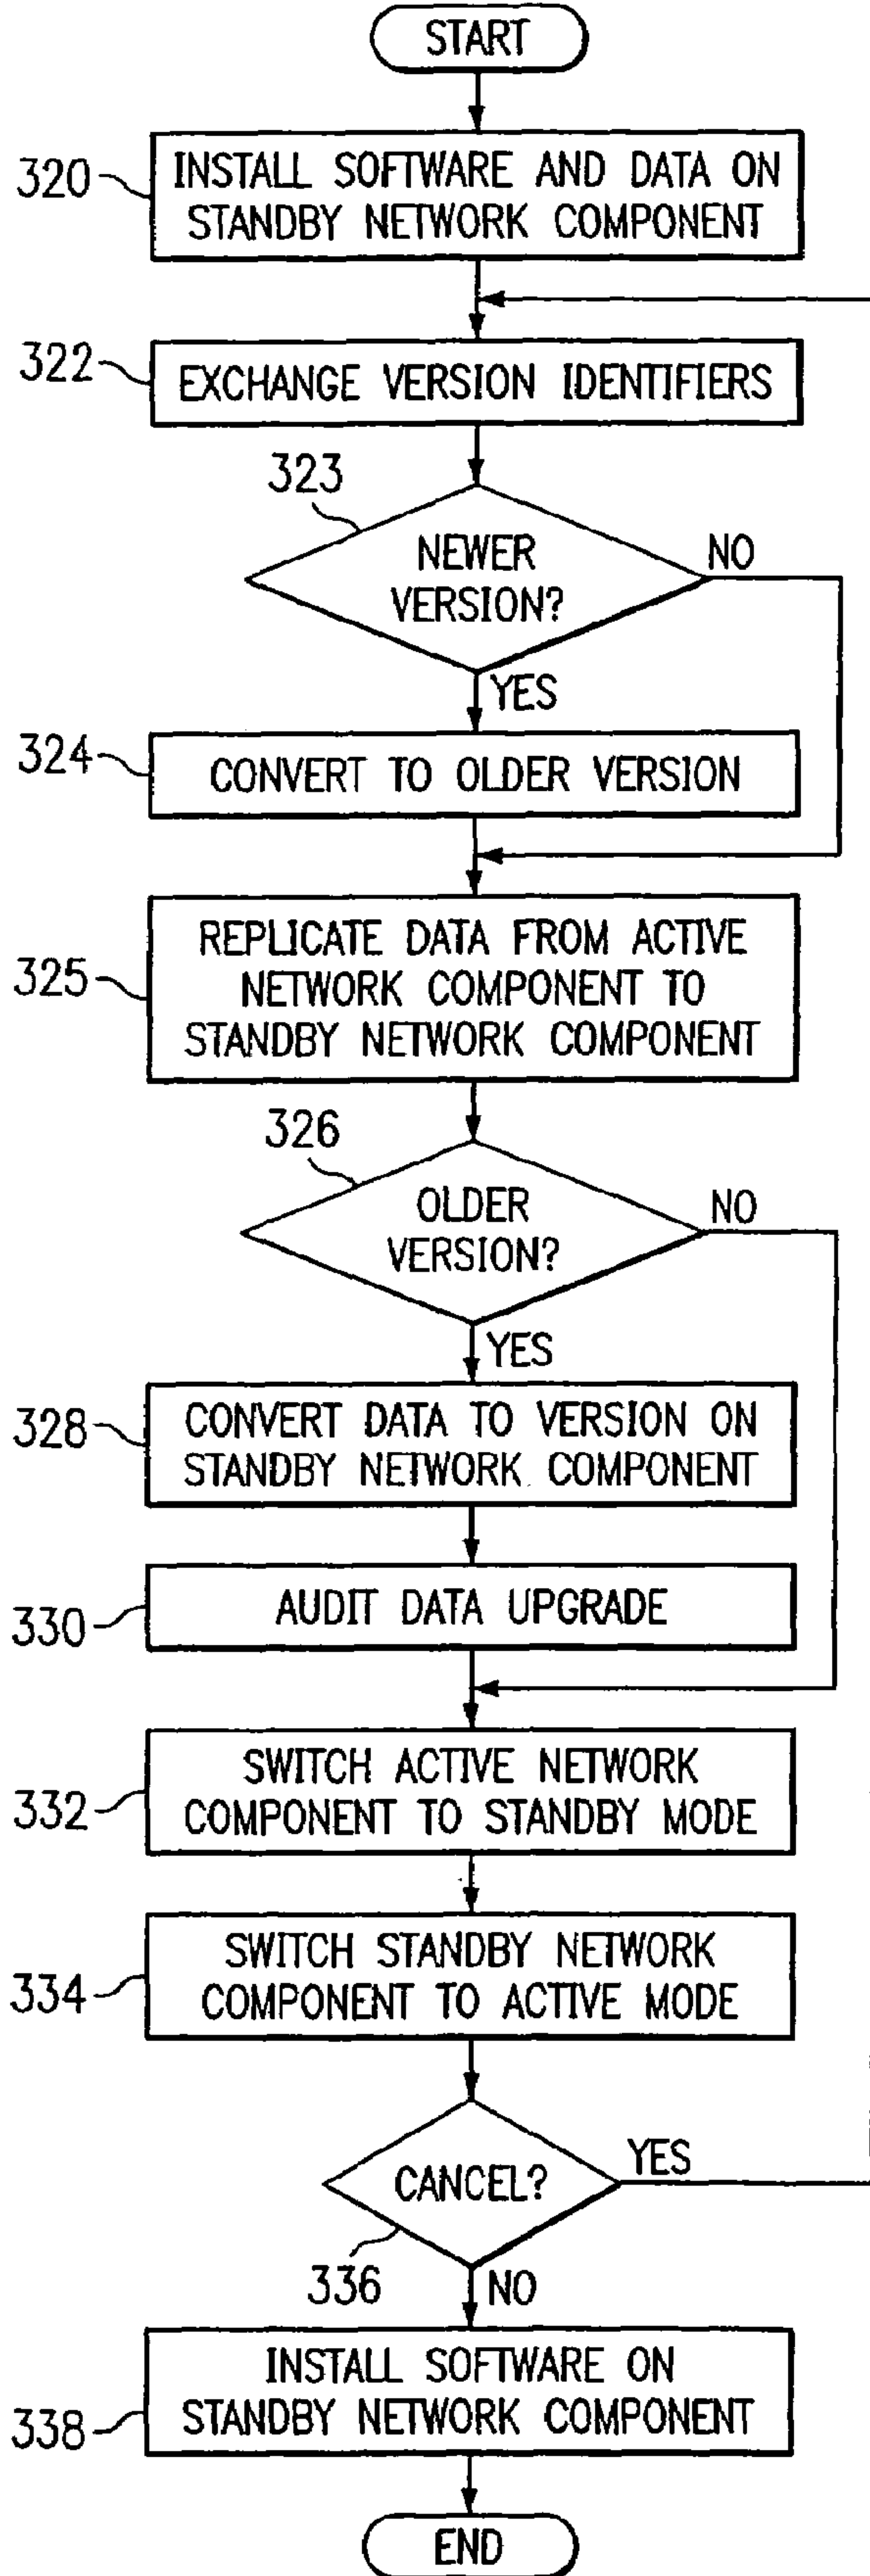 START
320
INSTALL SOFTWARE AND DATA ON
STANDBY NETWORK COMPONENT
322
EXCHANGE VERSION IDENTIFIERS
323
NEWER
VERSION?
NO
YES
324
CONVERT TO OLDER VERSION
325
REPLICATE DATA FROM ACTIVE
NETWORK COMPONENT TO
STANDBY NETWORK COMPONENT
326
OLDER
VERSION?
NO
YES
328
CONVERT DATA TO VERSION ON
STANDBY NETWORK COMPONENT
330
AUDIT DATA UPGRADE
332
SWITCH ACTIVE NETWORK
COMPONENT TO STANDBY MODE
334
SWITCH STANDBY NETWORK
COMPONENT TO ACTIVE MODE
CANCEL?
YES
336
NO
338
INSTALL SOFTWARE ON
STANDBY NETWORK COMPONENT
END